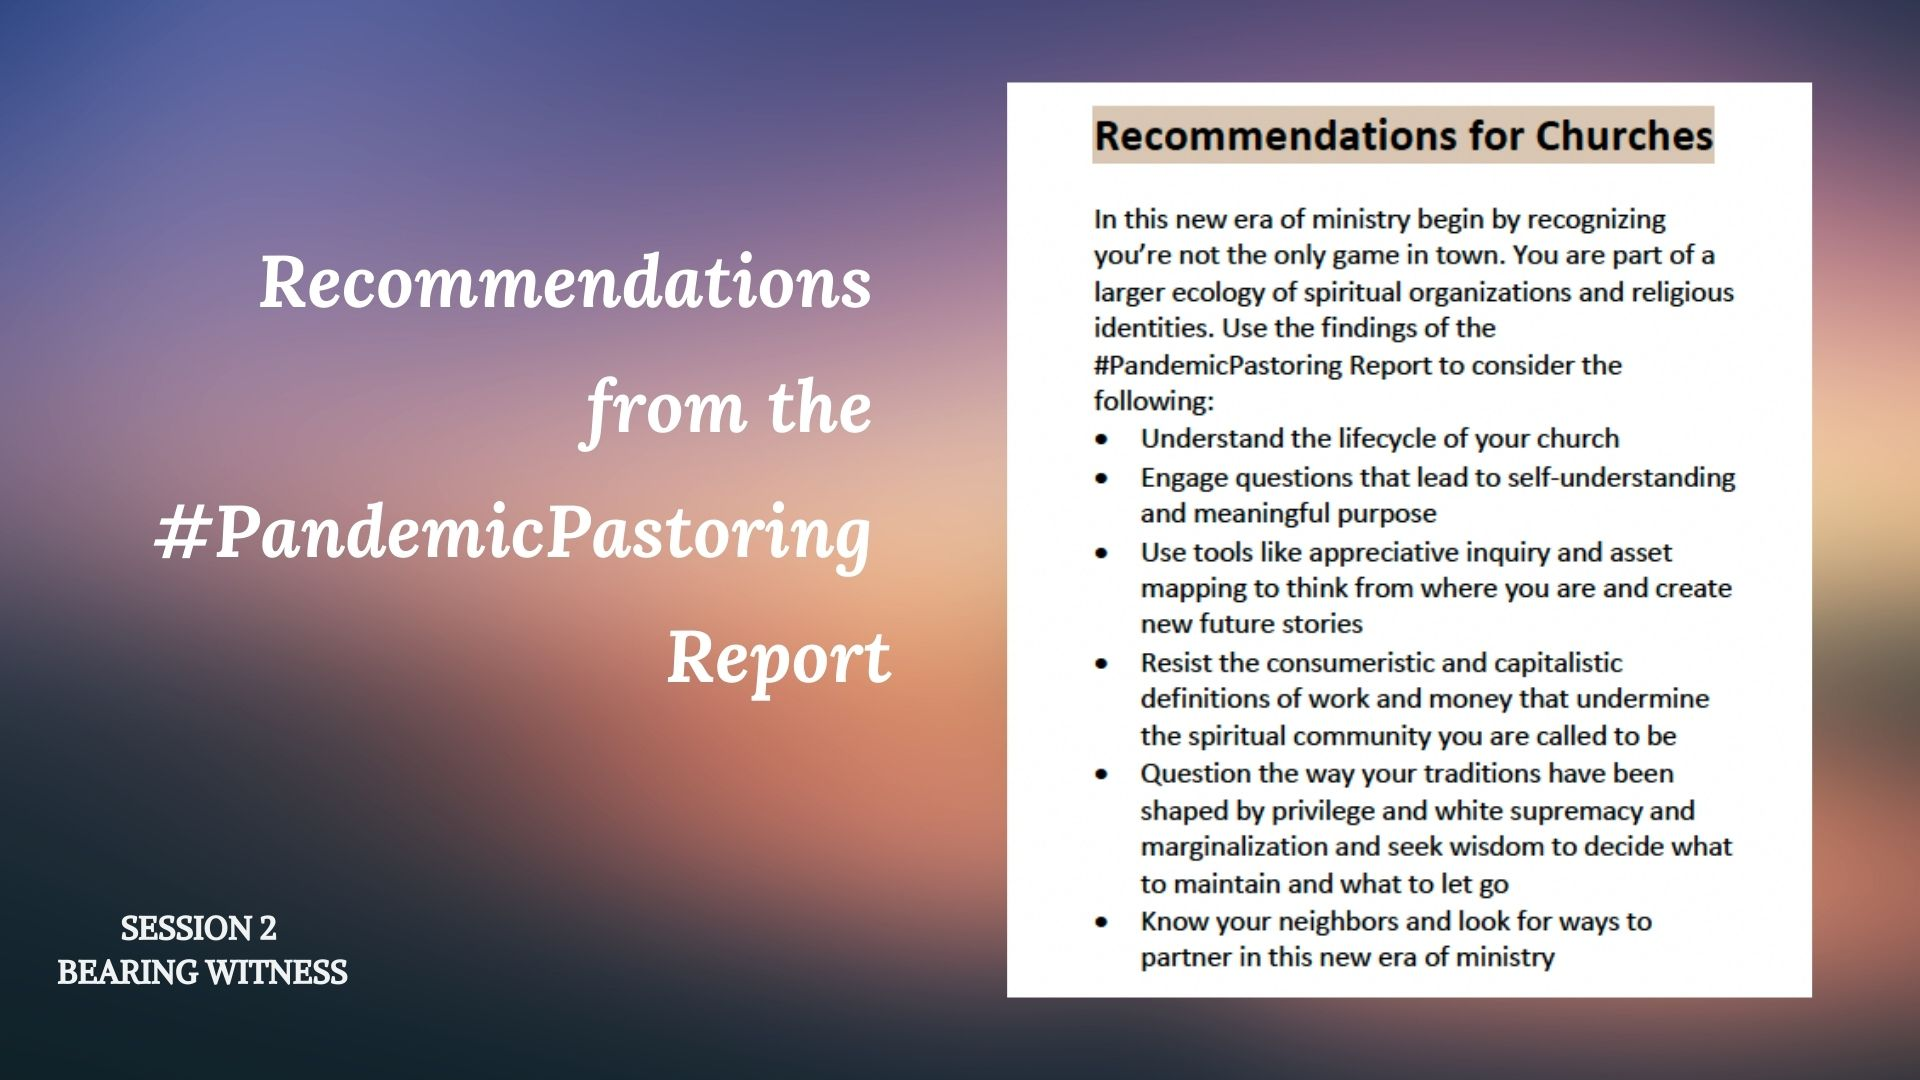 Recommendations
from the
#PandemicPastoring
Report
SESSION 2
BEARING WITNESS
Recommendations for Churches
In this new era of ministry begin by recognizing
you’re not the only game in town. You are part of a
larger ecology of spiritual organizations and religious
identities. Use the findings of the
#PandemicPastoring Report to consider the
following:
• Understand the lifecycle of your church
• Engage questions that lead to self-understanding
and meaningful purpose
• Use tools like appreciative inquiry and asset
mapping to think from where you are and create
new future stories
• Resist the consumeristic and capitalistic
definitions of work and money that undermine
the spiritual community you are called to be
• Question the way your traditions have been
shaped by privilege and white supremacy and
marginalization and seek wisdom to decide what
to maintain and what to let go
• Know your neighbors and look for ways to
partner in this new era of ministry